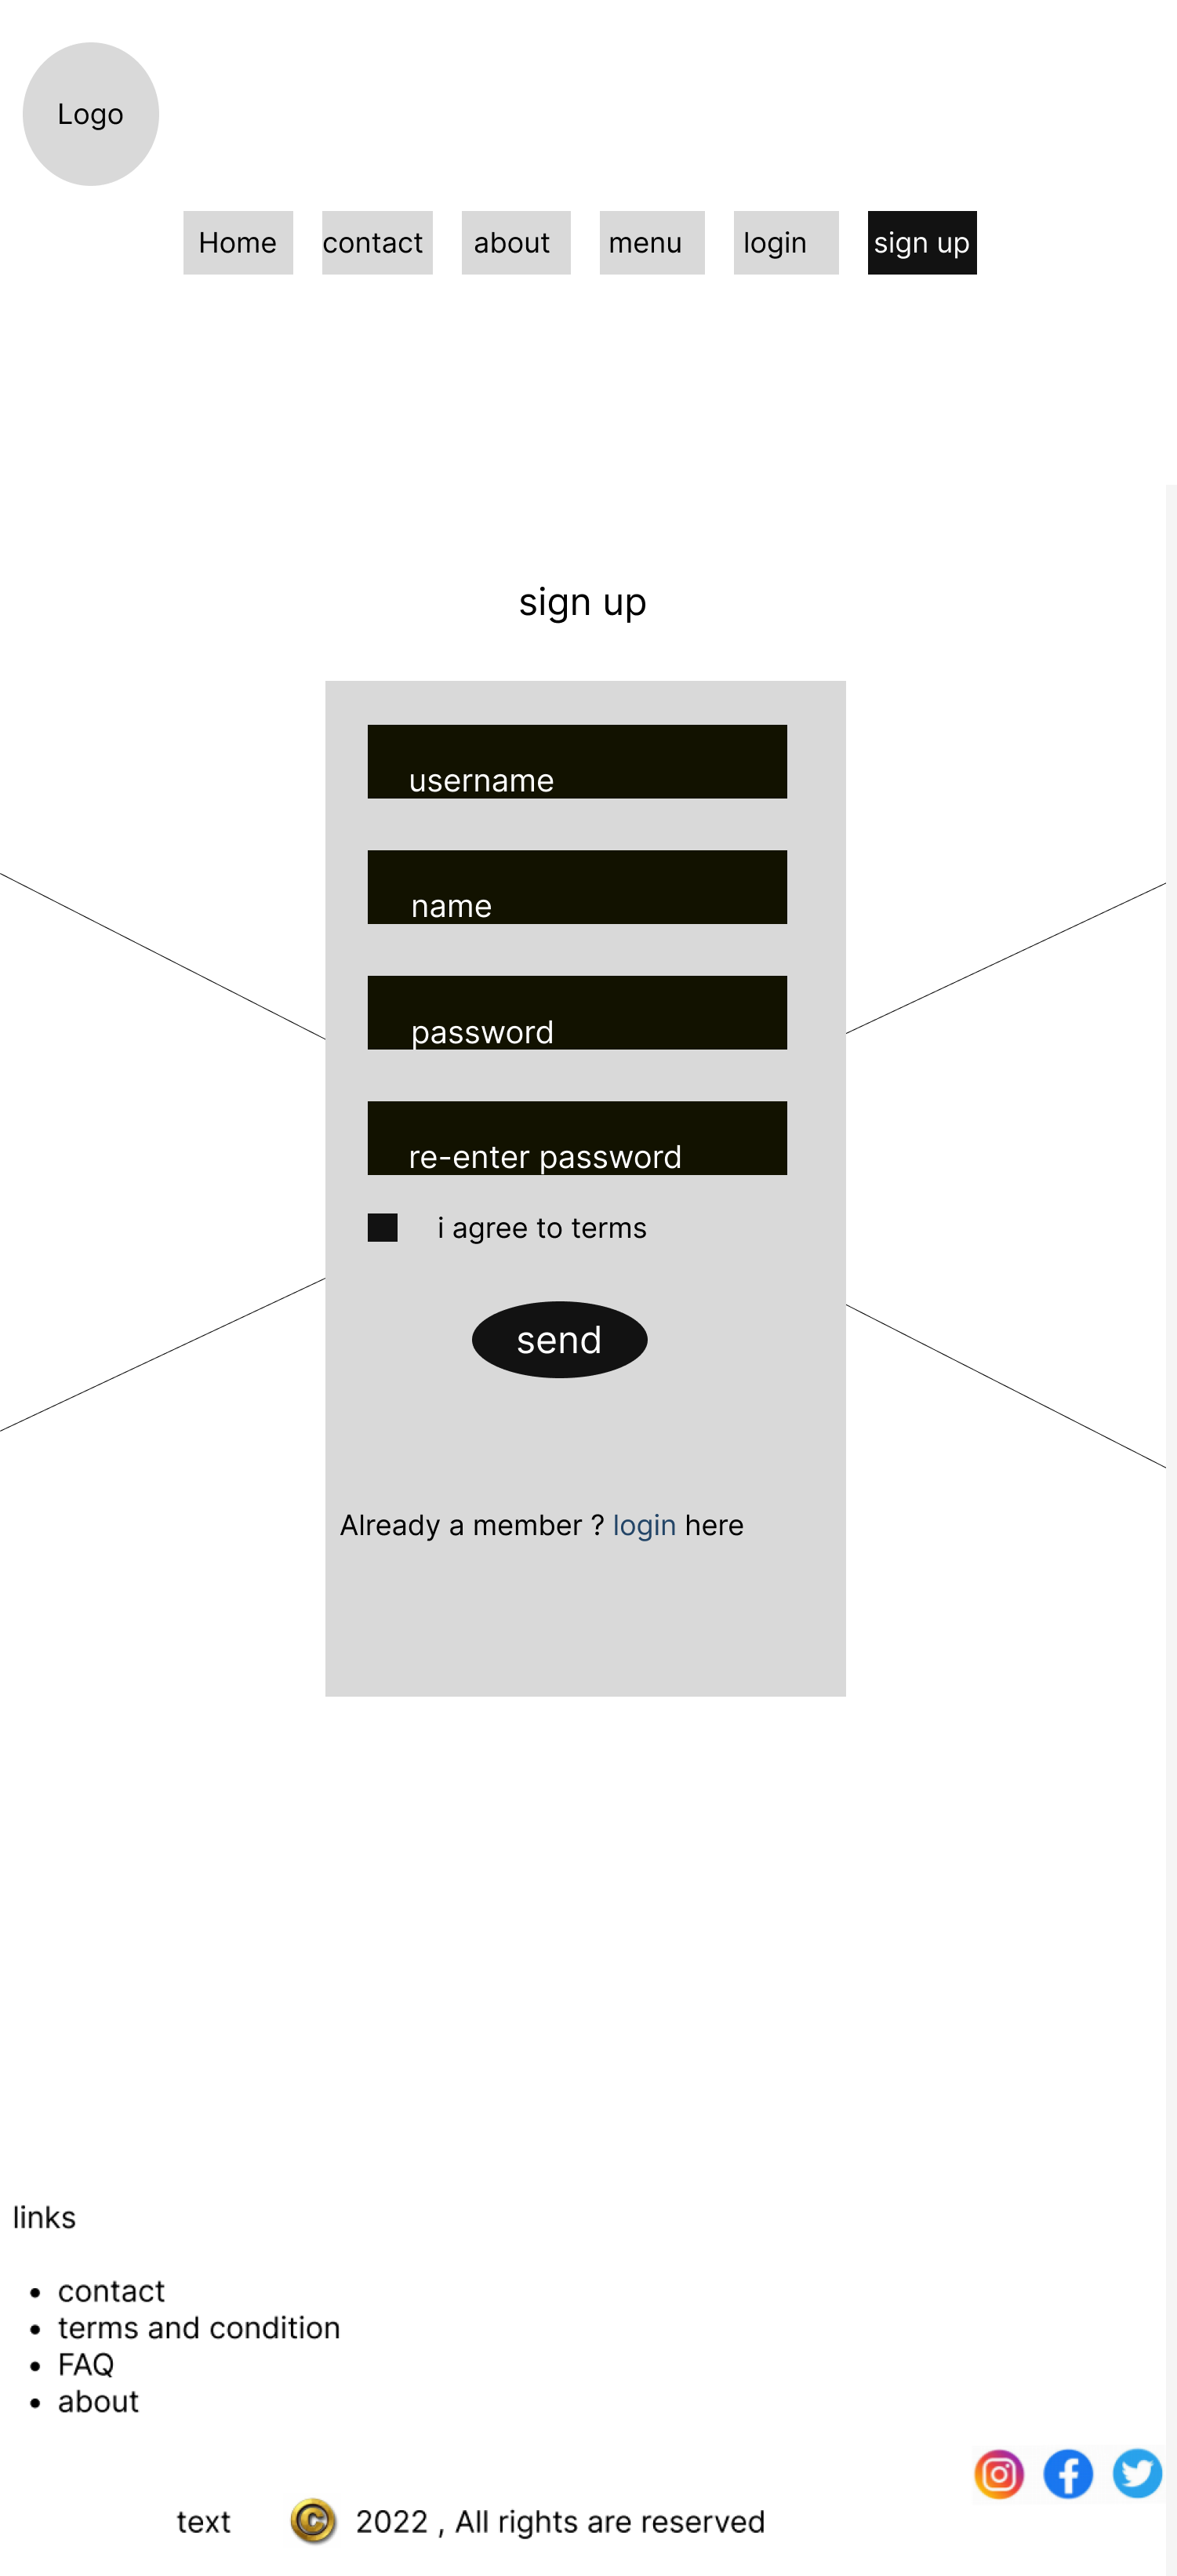 Logo
Home contact about menu login sign up
sign up
username
name
password
re-enter password
i agree to terms
send
Already a member ? login here
links
• contact
• terms and condition
• FAQ
• about
text © 2022 , All rights are reserved